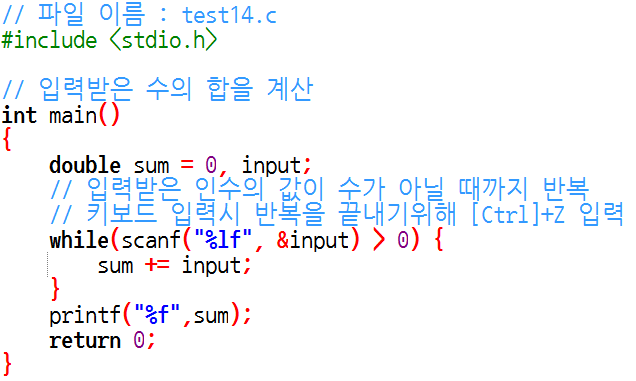 // 파일 이름 : test14.c
#include <stdio.h>
// 입력받은 수의 합을 계산
int main()
{
double sum = 0, input;
// 입력받은 인수의 값이 수가 아닐 때까지 반복
// 키보드 입력시 반복을 끝내기위해 [Ctrl]+Z 입력
while(scanf("%lf", &input) > 0) {
sum += input;
}
printf("%f",sum);
return 0;
}